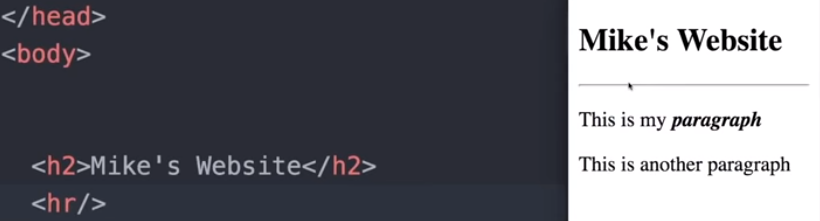 </head>
<body>
<h2>Mike's Website</h2>
<hr/>
Mike's Website
This is my paragraph
This is another paragraph